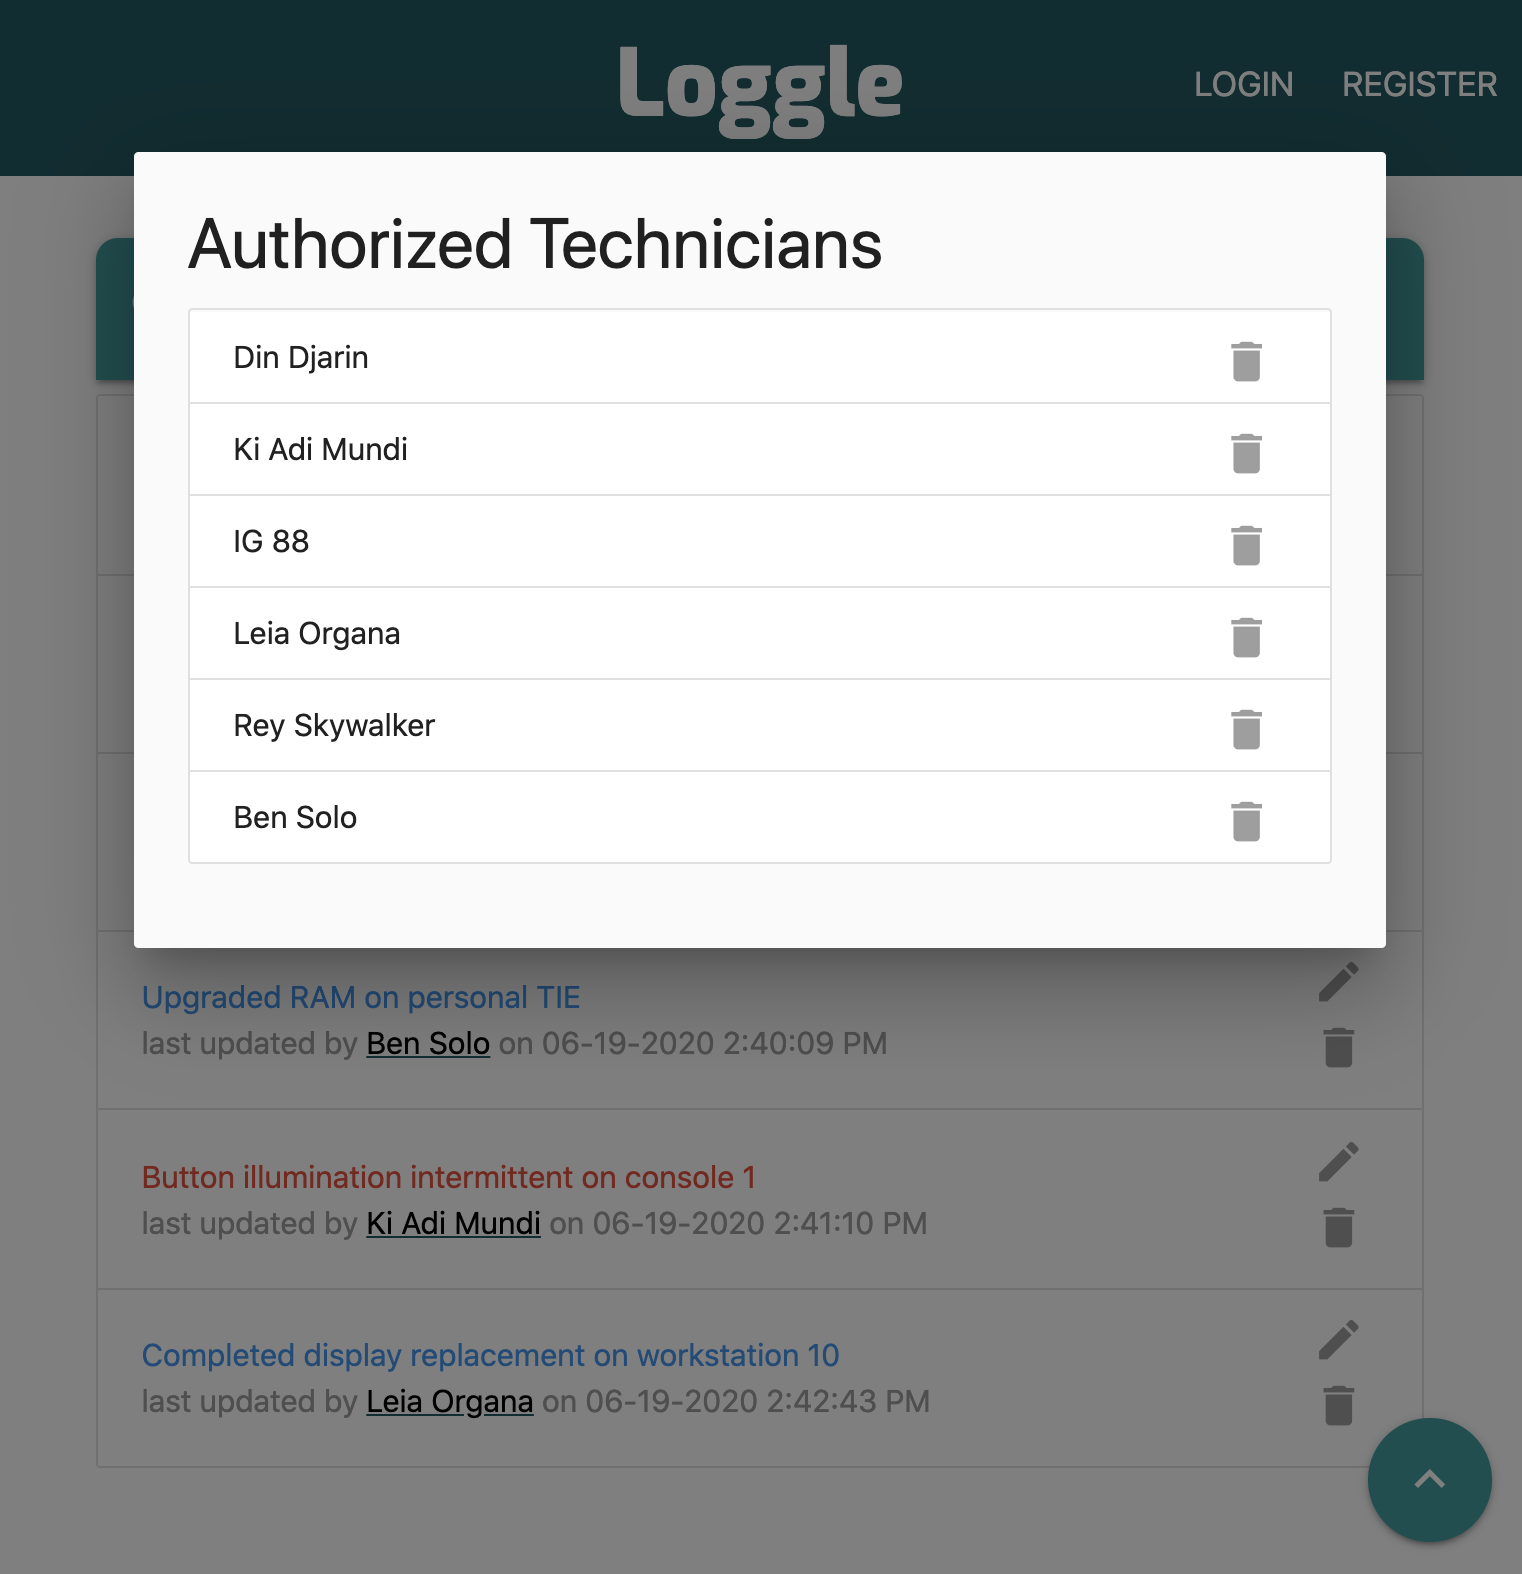 Loggle
LOGIN REGISTER
Authorized Technicians
Din Djarin
Ki Adi Mundi
IG 88
Leia Organa
Rey Skywalker
Ben Solo
Upgraded RAM on personal TIE
last updated by Ben Solo on 06-19-2020 2:40:09 PM
Button illumination intermittent on console 1
last updated by Ki Adi Mundi on 06-19-2020 2:41:10 PM
Completed display replacement on workstation 10
last updated by Leia Organa on 06-19-2020 2:42:43 PM